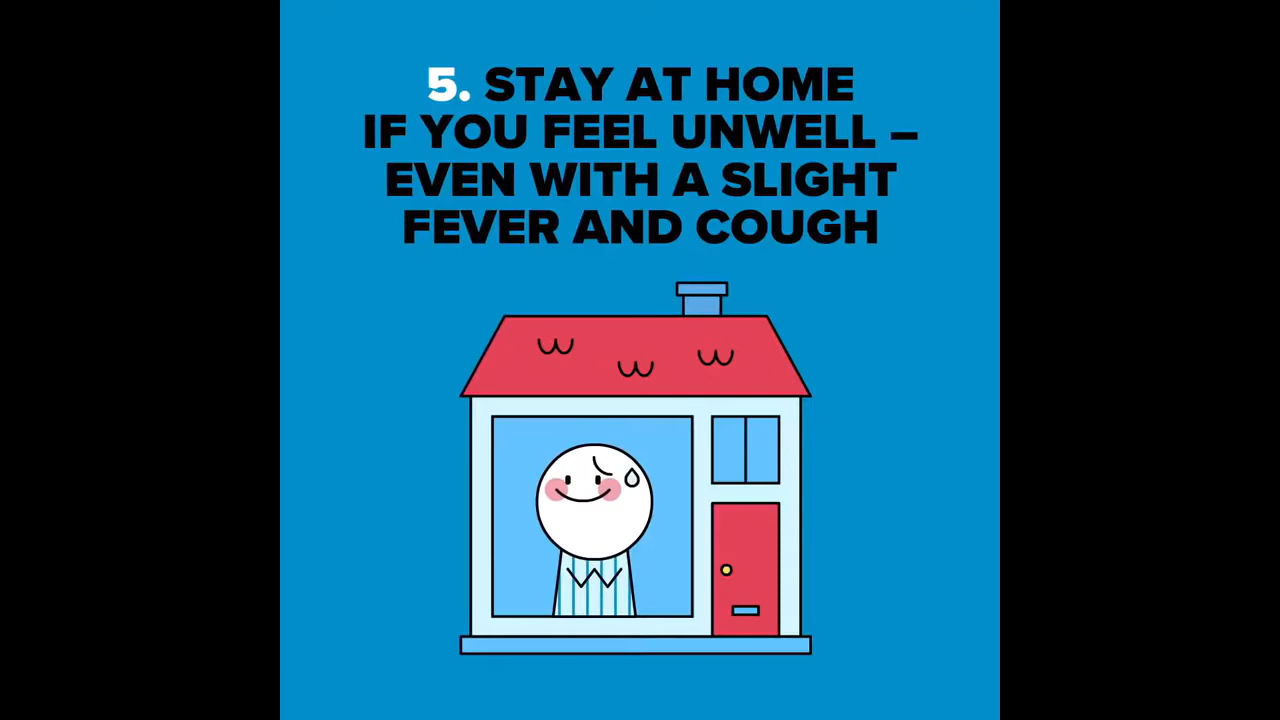 5. STAY AT HOME
IF YOU FEEL UNWELL –
EVEN WITH A SLIGHT
FEVER AND COUGH